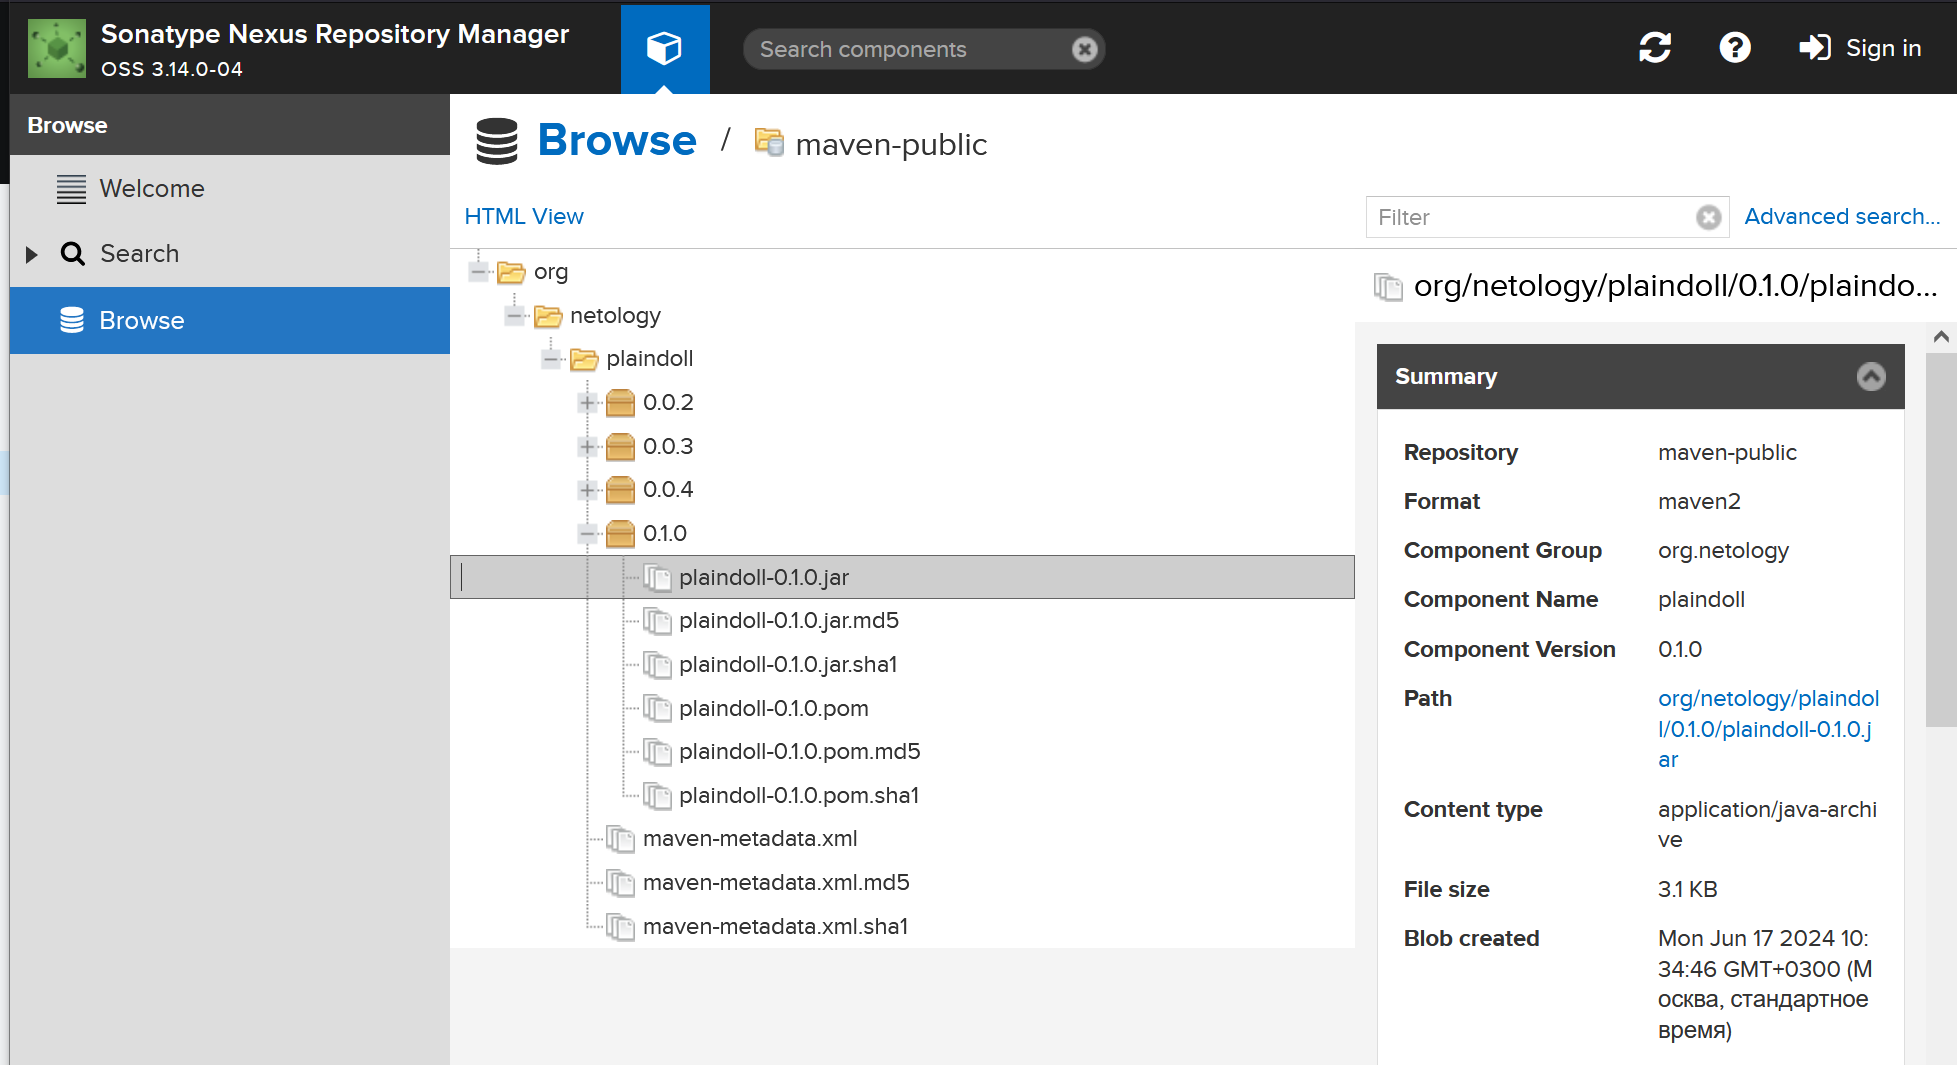 Sonatype Nexus Repository Manager
OSS 3.14.0-04
Search components
Sign in
Browse
Welcome
Search
Browse
Browse / maven-public
HTML View
Filter
Advanced search...
org
netology
plaindoll
0.0.2
0.0.3
0.0.4
0.1.0
plaindoll-0.1.0.jar
plaindoll-0.1.0.jar.md5
plaindoll-0.1.0.jar.sha1
plaindoll-0.1.0.pom
plaindoll-0.1.0.pom.md5
plaindoll-0.1.0.pom.sha1
maven-metadata.xml
maven-metadata.xml.md5
maven-metadata.xml.sha1
org/netology/plaindoll/0.1.0/plaindo...
Summary
Repository maven-public
Format maven2
Component Group org.netology
Component Name plaindoll
Component Version 0.1.0
Path org/netology/plaindol
l/0.1.0/plaindoll-0.1.0.j
ar
Content type application/java-archi
ve
File size 3.1 KB
Blob created Mon Jun 17 2024 10:
34:46 GMT+0300 (М
осква, стандартное
время)